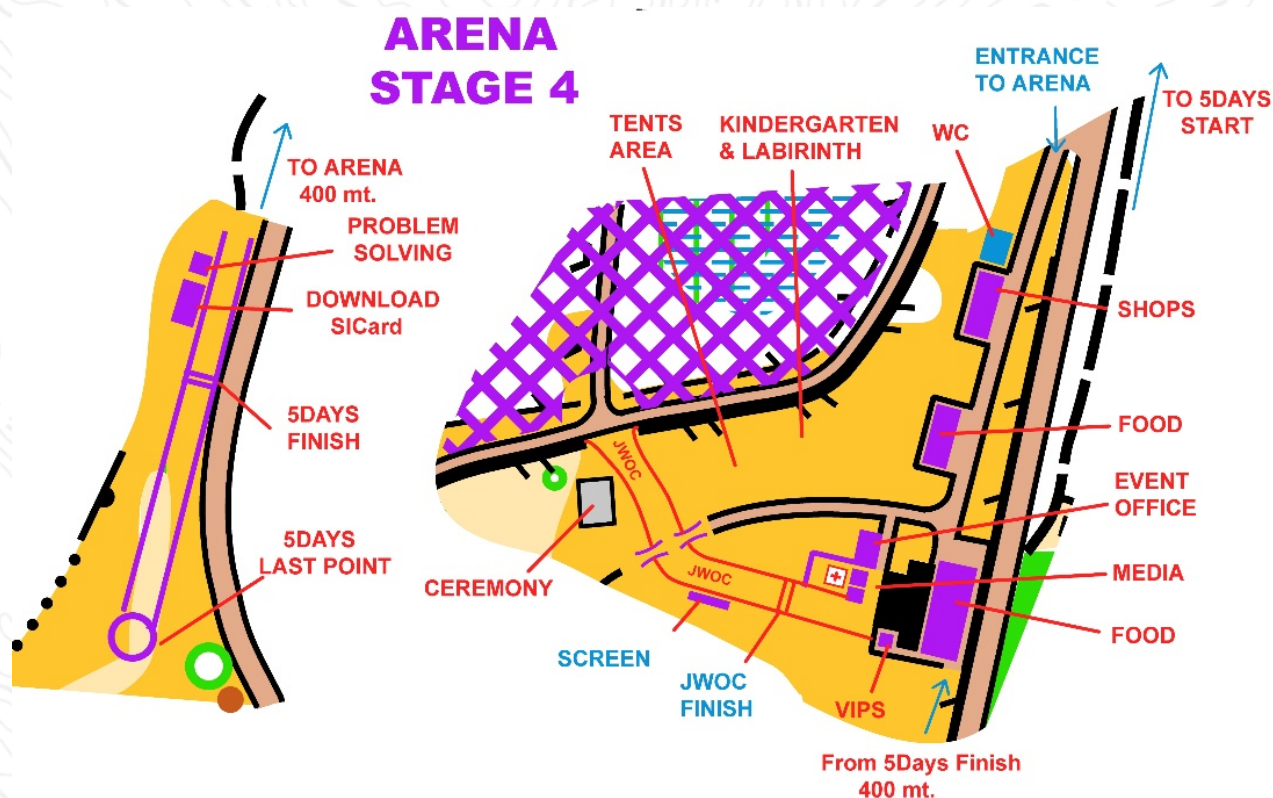 ARENA
STAGE 4
TO ARENA
400 mt.
PROBLEM
SOLVING
DOWNLOAD
SICard
5DAYS
FINISH
5DAYS
LAST POINT
TENTS
AREA
KINDERGARTEN
& LABIRINTH
WC
ENTRANCE
TO ARENA
TO 5DAYS
START
SHOPS
FOOD
EVENT
OFFICE
MEDIA
FOOD
JWOC
CEREMONY
JWOC
SCREEN
JWOC
FINISH
VIPS
From 5Days Finish
400 mt.